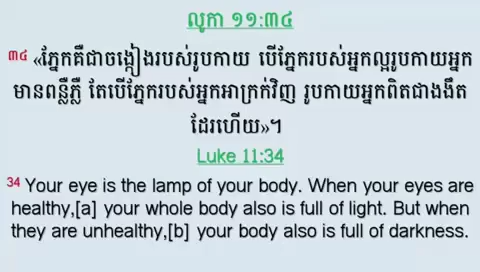 លូកា ១១:៣៤
៣៤ «ភ្នែកគឺជាចង្កៀងរបស់រូបកាយ បើភ្នែករបស់អ្នកល្អរូបកាយអ្នក
មានពន្លឺភ្លឺ តែបើភ្នែករបស់អ្នកអាក្រក់វិញ រូបកាយអ្នកពិតជាងងឹត
ដែរហើយ»។
Luke 11:34
34 Your eye is the lamp of your body. When your eyes are
healthy,[a] your whole body also is full of light. But when
they are unhealthy,[b] your body also is full of darkness.